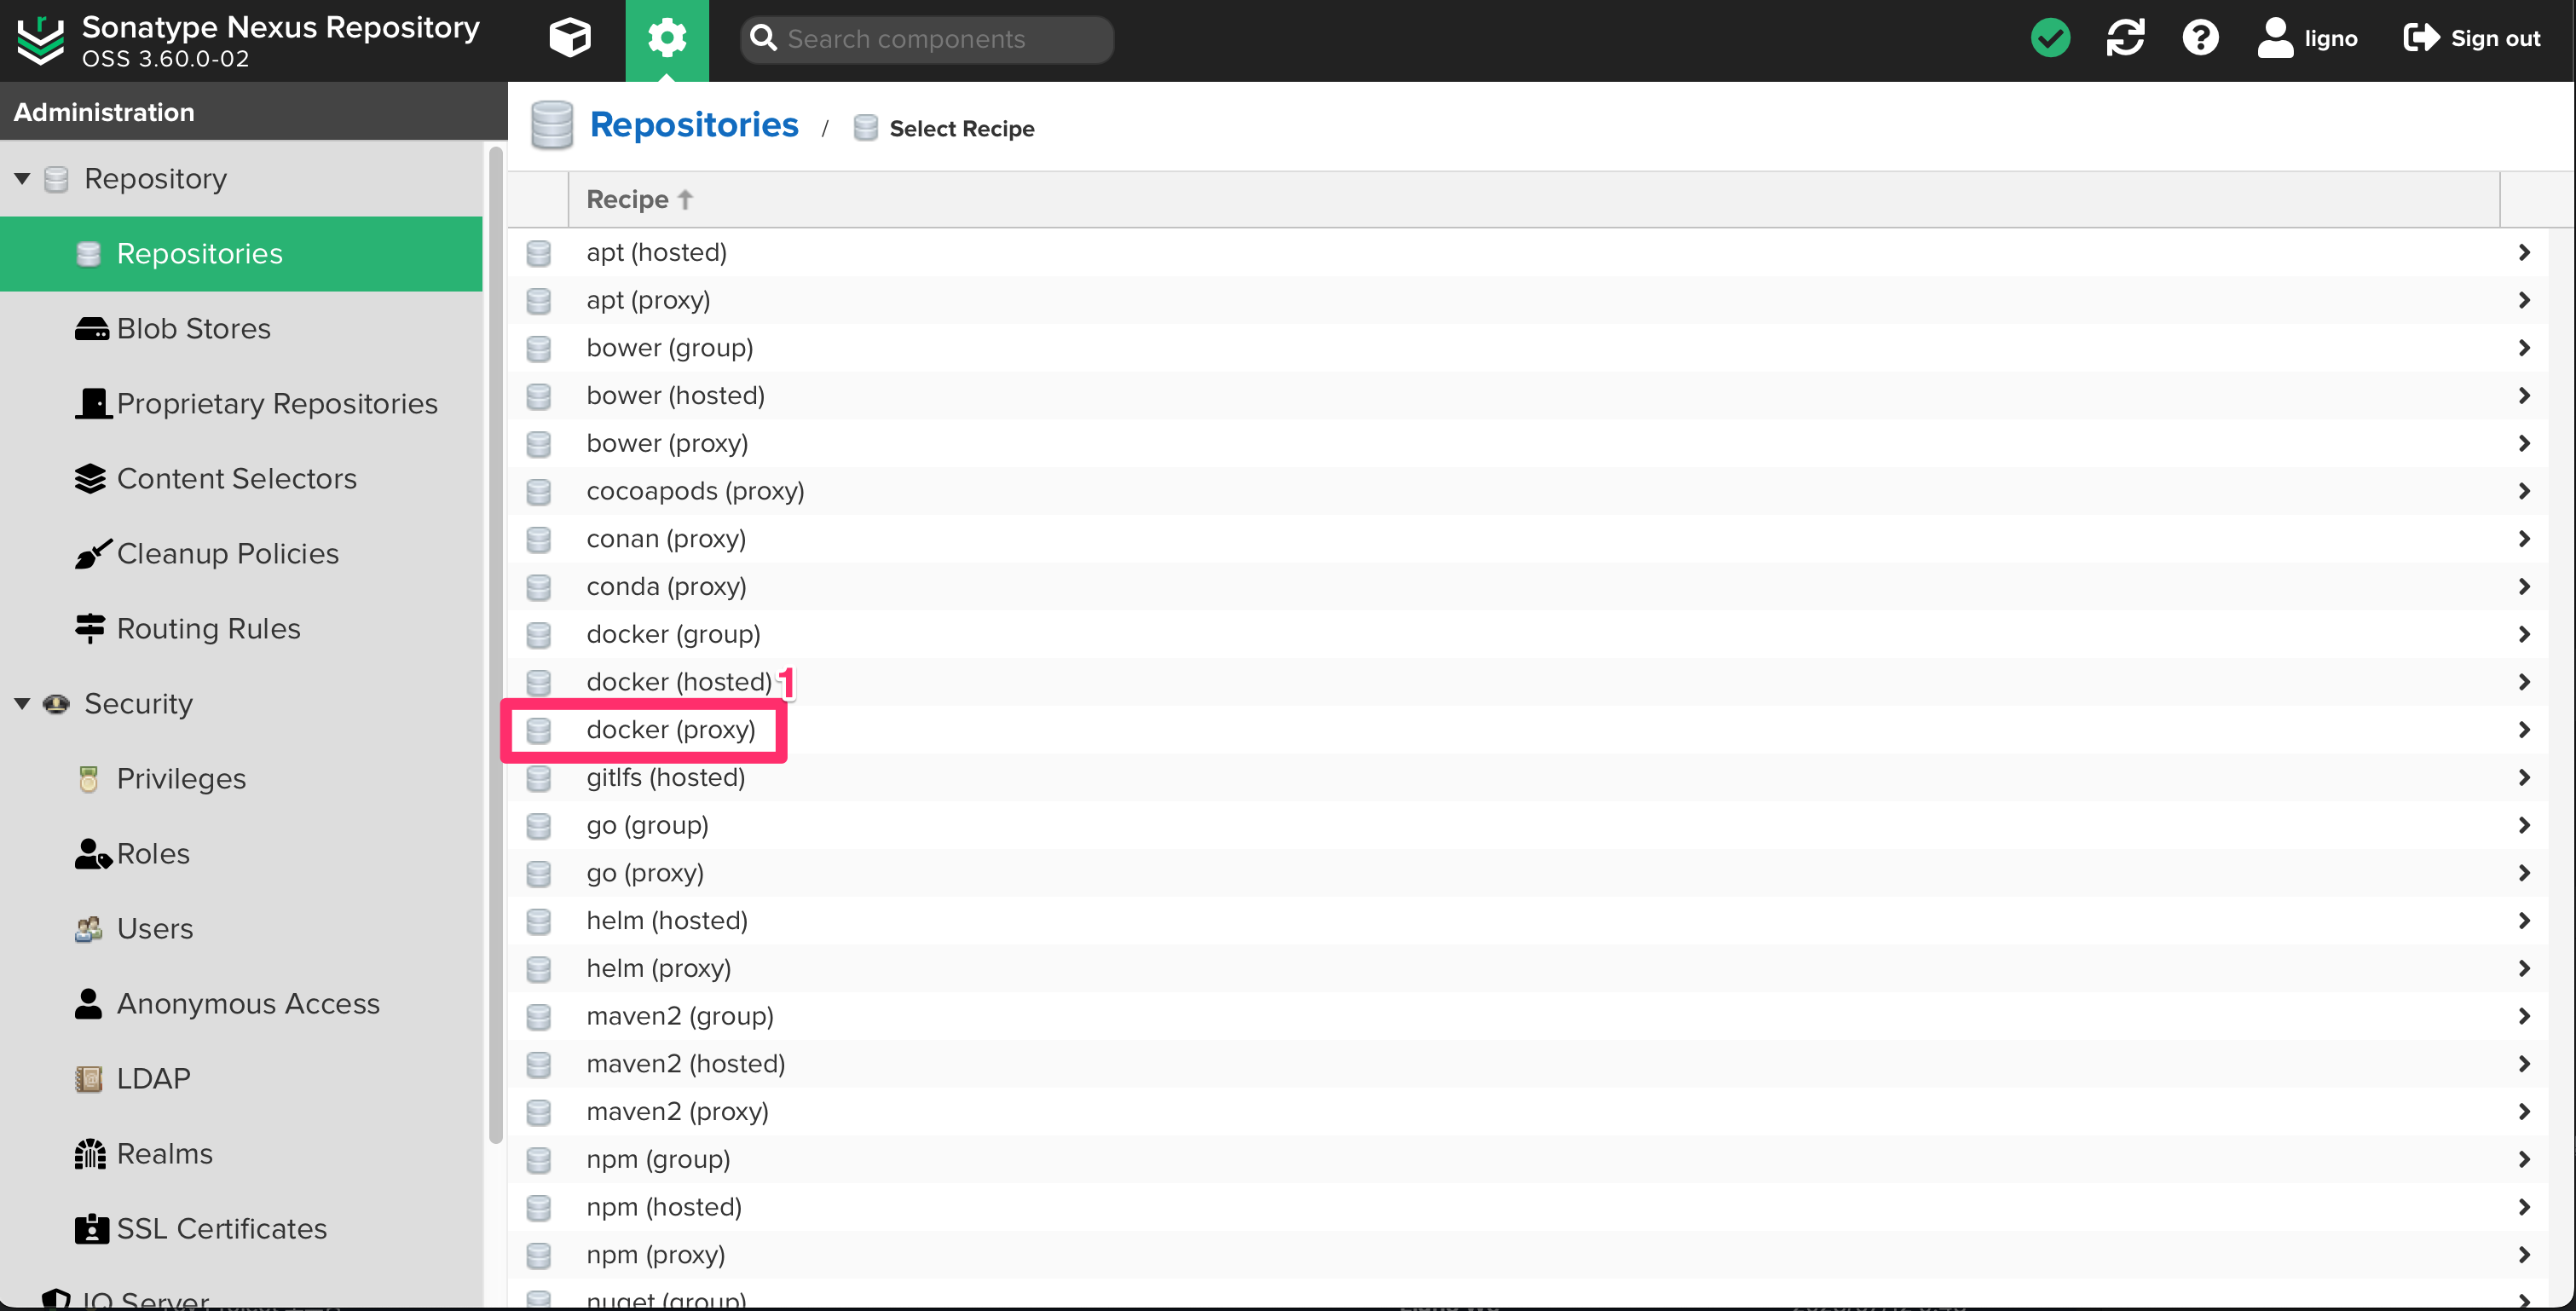 Sonatype Nexus Repository
OSS 3.60.0-02
Search components
ligno
Sign out
Administration
Repository
Repositories
Blob Stores
Proprietary Repositories
Content Selectors
Cleanup Policies
Routing Rules
Security
Privileges
Roles
Users
Anonymous Access
LDAP
Realms
SSL Certificates
IQ Server
Repositories / Select Recipe
Recipe
apt (hosted)
apt (proxy)
bower (group)
bower (hosted)
bower (proxy)
cocoapods (proxy)
conan (proxy)
conda (proxy)
docker (group)
docker (hosted)
1
docker (proxy)
gitlfs (hosted)
go (group)
go (proxy)
helm (hosted)
helm (proxy)
maven2 (group)
maven2 (hosted)
maven2 (proxy)
npm (group)
npm (hosted)
npm (proxy)
nuget (group)